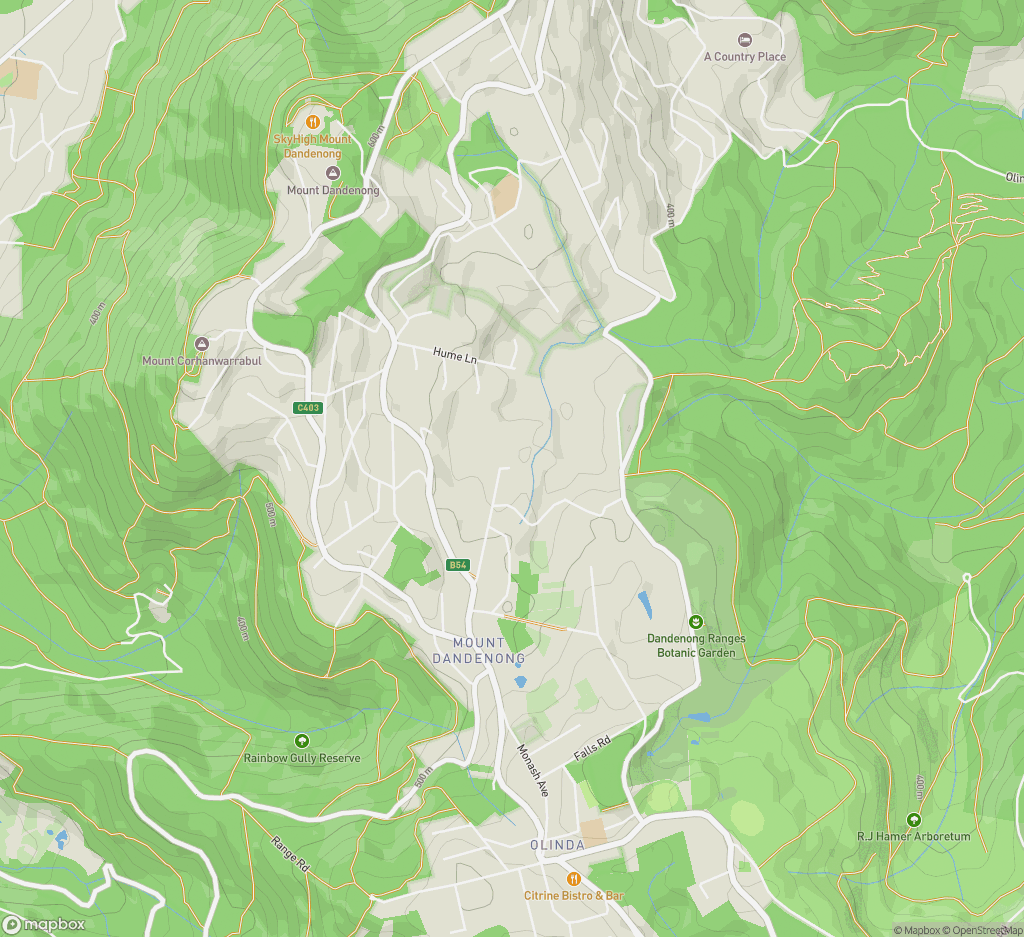 A Country Place
SkyHigh Mount
Dandenong
600 m
Mount Dandenong
Olin
400 m
400 m
Mount Corhanwarrabul
Hume Ln
C403
600 m
B54
400 m
Dandenong Ranges
Botanic Garden
MOUNT
DANDENONG
Rainbow Gully Reserve
Falls Rd
Monash Ave
500 m
400 m
R.J Hamer Arboretum
Range Rd
OLINDA
Citrine Bistro & Bar
mapbox
© Mapbox © OpenStreetMap